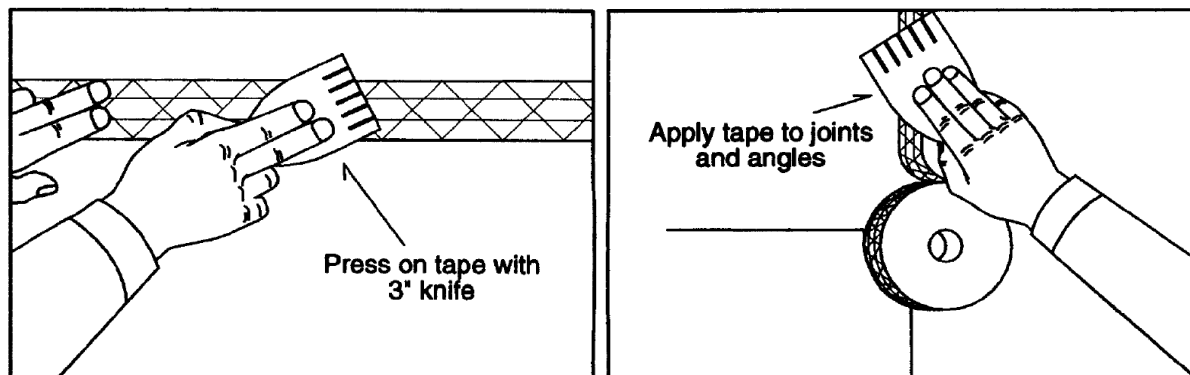 Press on tape with
3" knife
Apply tape to joints
and angles